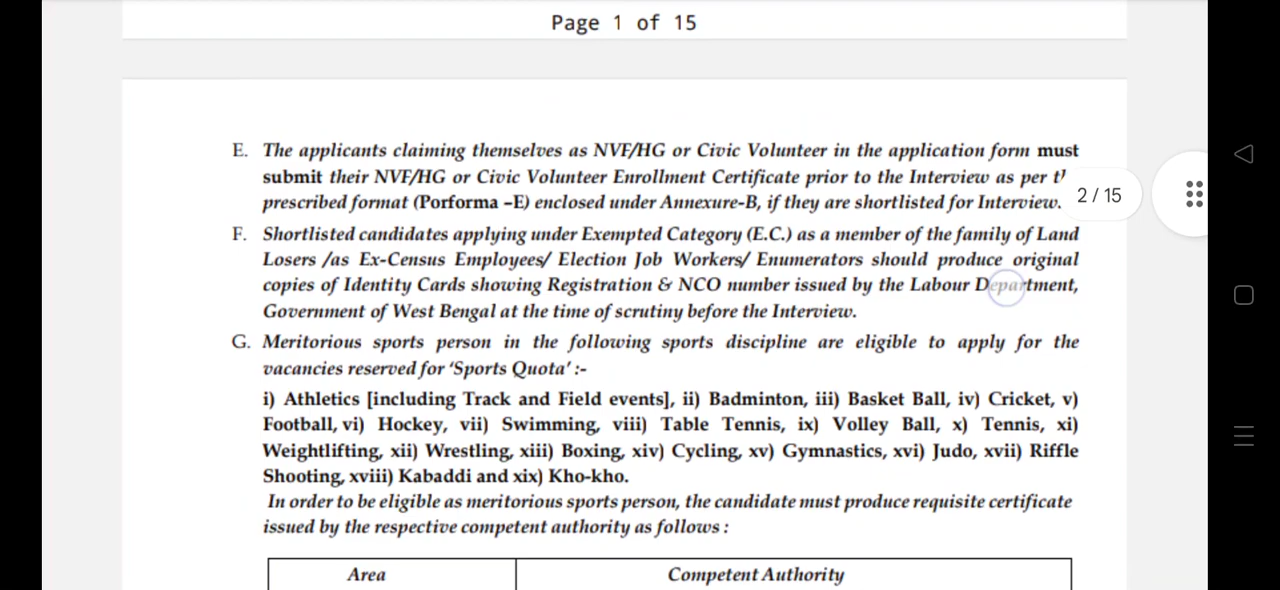 Page 1 of 15
E. The applicants claiming themselves as NVF/HG or Civic Volunteer in the application form must
submit their NVF/HG or Civic Volunteer Enrollment Certificate prior to the Interview as per
prescribed format (Porforma –E) enclosed under Annexure-B, if they are shortlisted for Interview.
2 / 15
F. Shortlisted candidates applying under Exempted Category (E.C.) as a member of the family of Land
Losers /as Ex-Census Employees/ Election Job Workers/ Enumerators should produce original
copies of Identity Cards showing Registration & NCO number issued by the Labour Department,
Government of West Bengal at the time of scrutiny before the Interview.
G. Meritorious sports person in the following sports discipline are eligible to apply for the
vacancies reserved for ‘Sports Quota’ :-
i) Athletics [including Track and Field events], ii) Badminton, iii) Basket Ball, iv) Cricket, v)
Football, vi) Hockey, vii) Swimming, viii) Table Tennis, ix) Volley Ball, x) Tennis, xi)
Weightlifting, xii) Wrestling, xiii) Boxing, xiv) Cycling, xv) Gymnastics, xvi) Judo, xvii) Riffle
Shooting, xviii) Kabaddi and xix) Kho-kho.
In order to be eligible as meritorious sports person, the candidate must produce requisite certificate
issued by the respective competent authority as follows :
Area Competent Authority